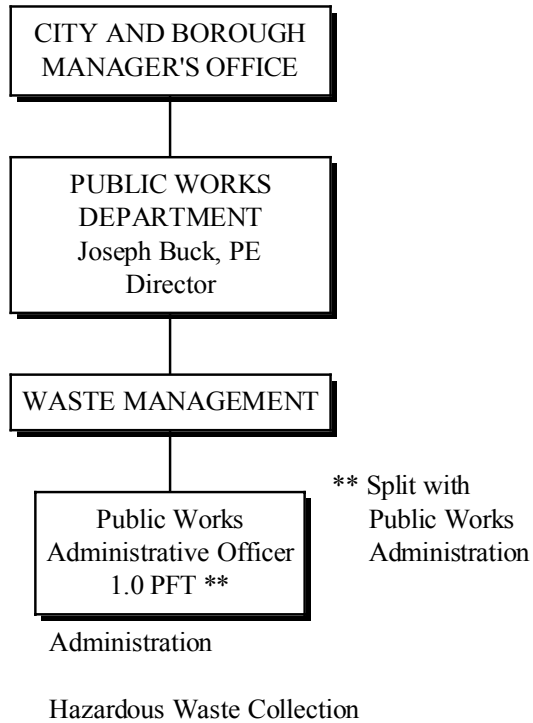 CITY AND BOROUGH
MANAGER'S OFFICE
PUBLIC WORKS
DEPARTMENT
Joseph Buck, PE
Director
WASTE MANAGEMENT
Public Works
Administrative Officer
1.0 PFT **
** Split with
Public Works
Administration
Administration
Hazardous Waste Collection